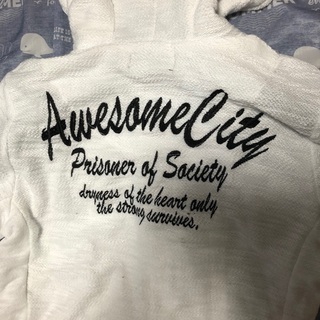 AwesomeCity
Prisoner of Society
dryness of the heart only
the strong survives.